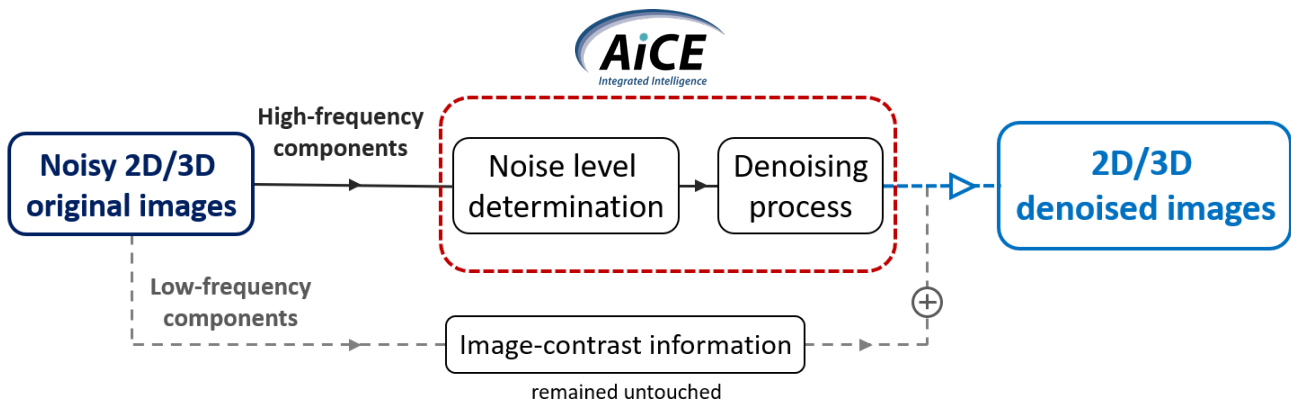 AiCE
Integrated Intelligence
High-frequency
components
Noisy 2D/3D
original images
Noise level
determination
Denoising
process
2D/3D
denoised images
Low-frequency
components
Image-contrast information
remained untouched